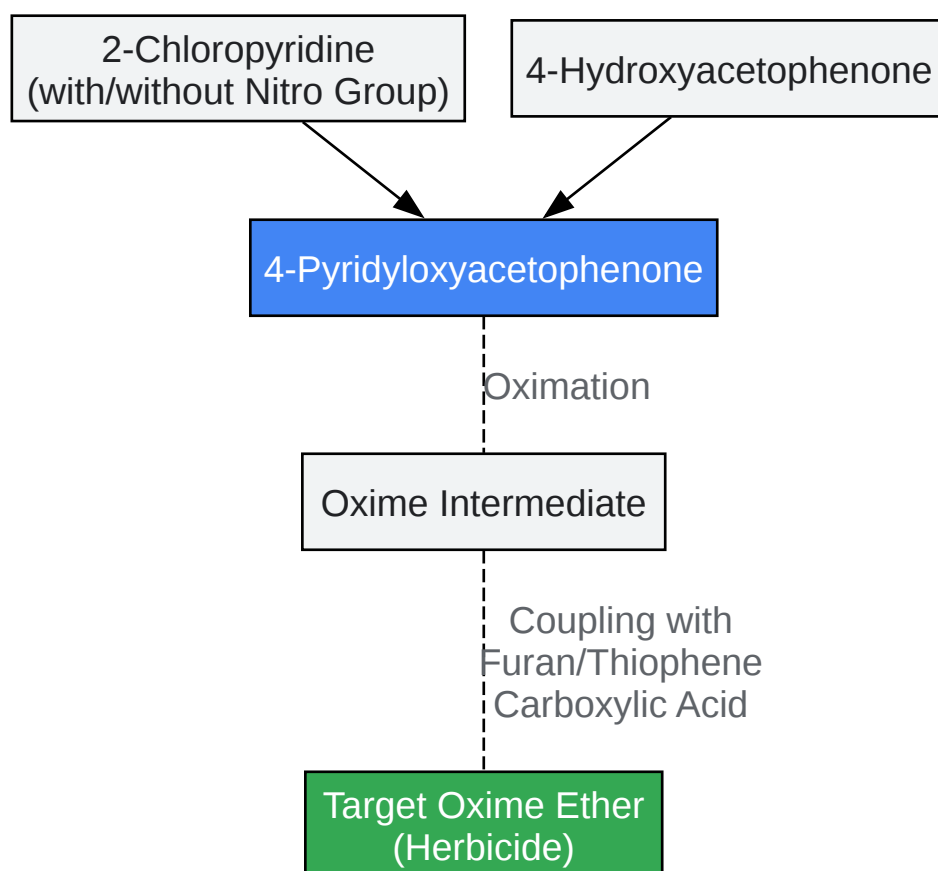 2-Chloropyridine
(with/without Nitro Group)
4-Hydroxyacetophenone
4-Pyridyloxyacetophenone
Oximation
Oxime Intermediate
Coupling with
Furan/Thiophene
Carboxylic Acid
Target Oxime Ether
(Herbicide)